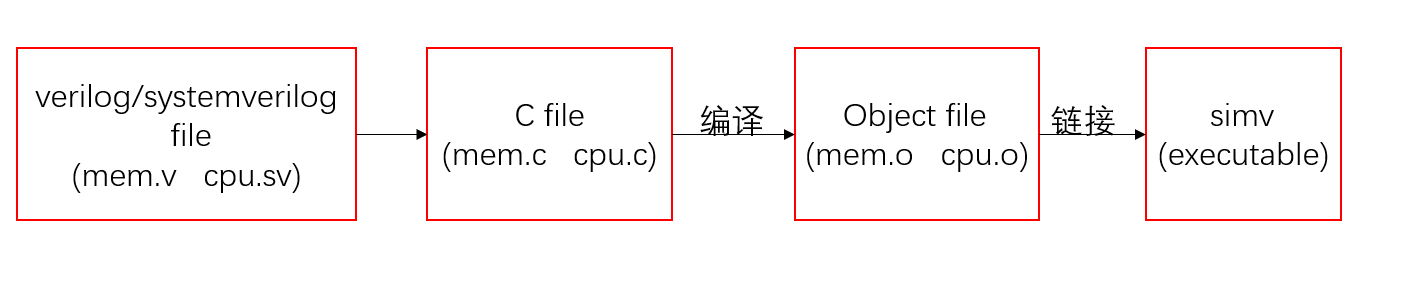 verilog/systemverilog
file
(mem.v cpu.sv)
C file
(mem.c cpu.c)
编译
Object file
(mem.o cpu.o)
链接
simv
(executable)